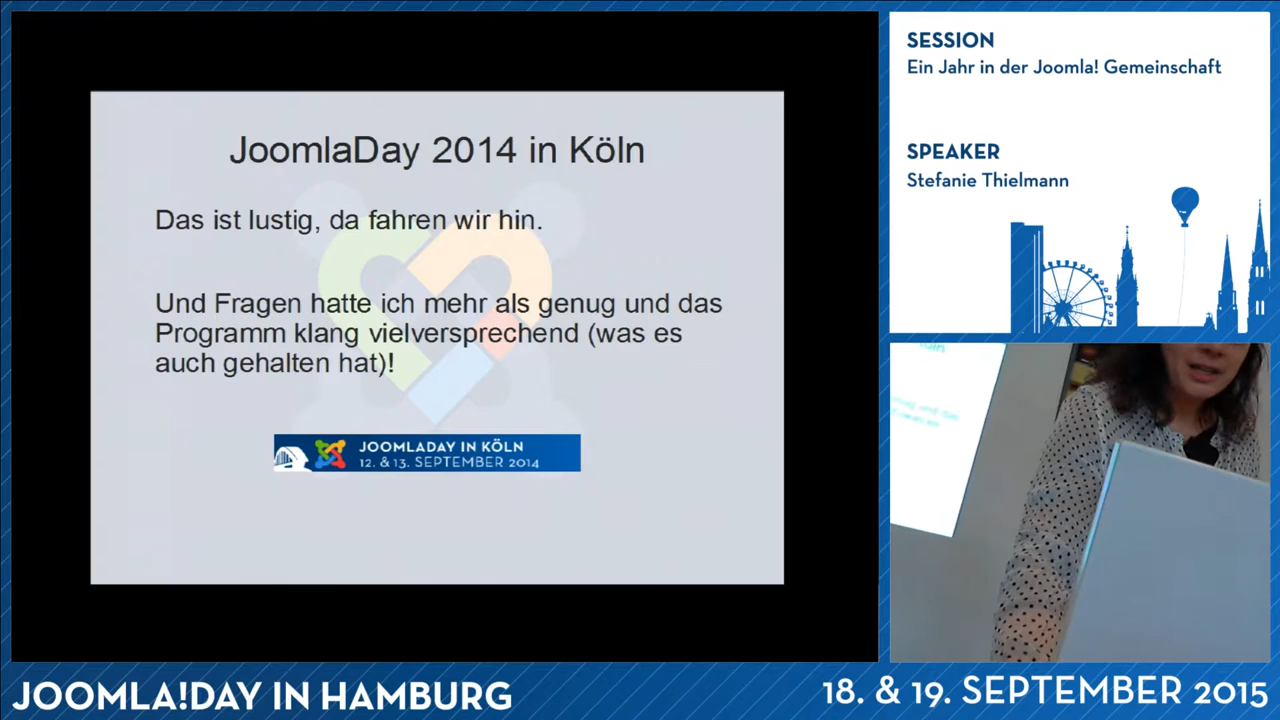 JoomlaDay 2014 in Köln
Das ist lustig, da fahren wir hin.
Und Fragen hatte ich mehr als genug und das
Programm klang vielversprechend (was es
auch gehalten hat)!
JOOMLADAY IN KÖLN
12. & 13. SEPTEMBER 2014
SESSION
Ein Jahr in der Joomla! Gemeinschaft
SPEAKER
Stefanie Thielmann
JOOMLA!DAY IN HAMBURG
18. & 19. SEPTEMBER 2015